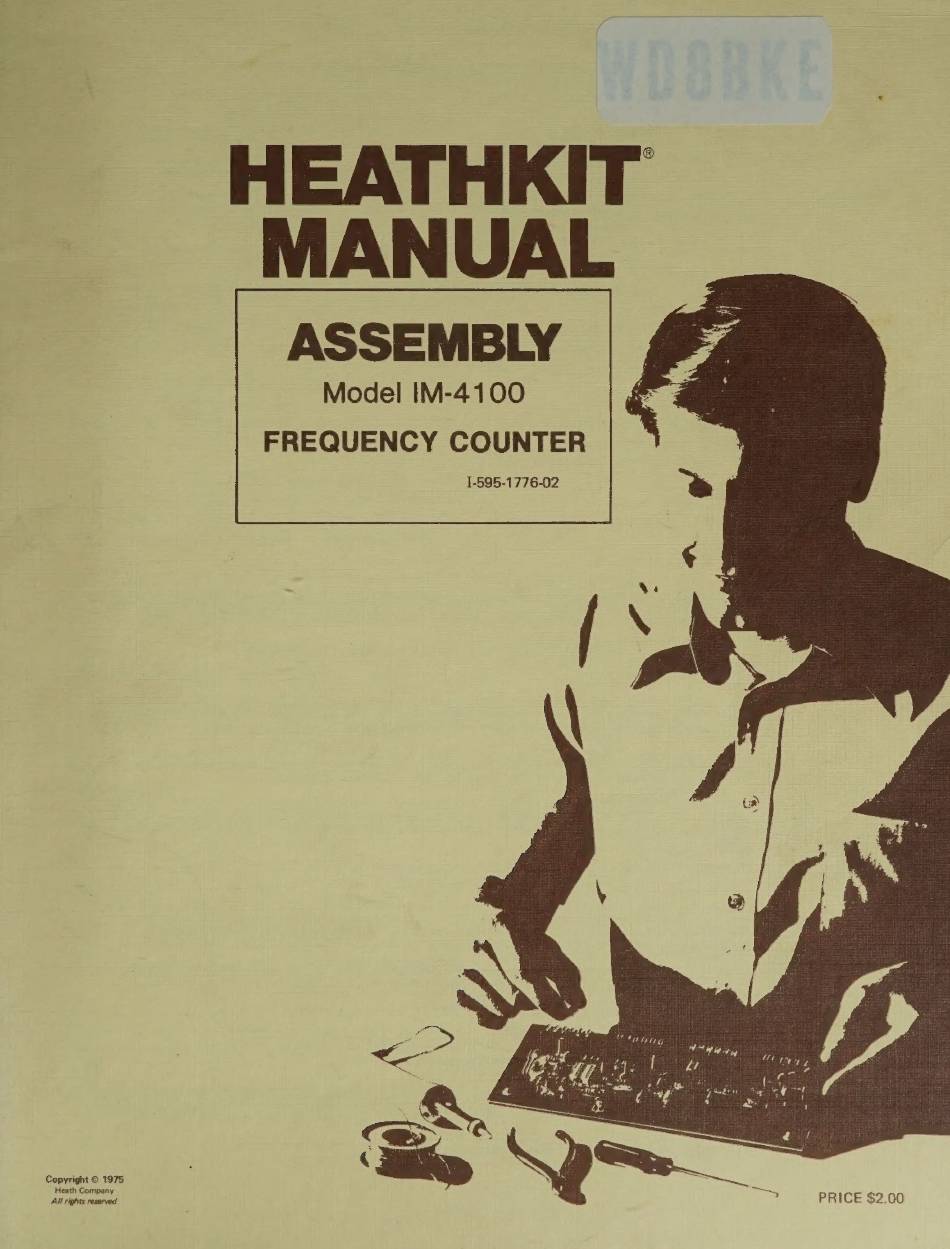 WD8BKE
HEATHKIT®
MANUAL
ASSEMBLY
Model IM-4100
FREQUENCY COUNTER
I-595-1776-02
Copyright © 1975
Heath Company
All rights reserved
PRICE $2.00